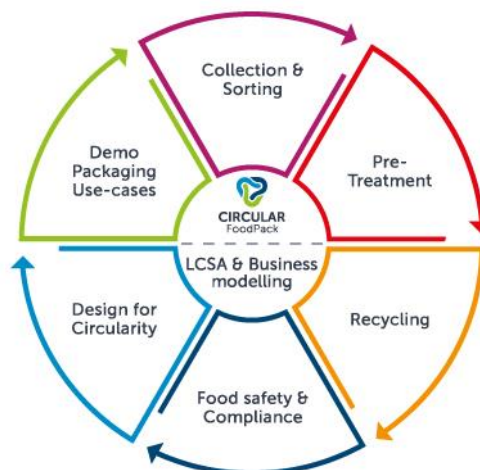 Collection &
Sorting
Pre-
Treatment
Recycling
Food safety &
Compliance
Design for
Circularity
Demo
Packaging
Use-cases
CIRCULAR
FoodPack
LCSA & Business
modelling